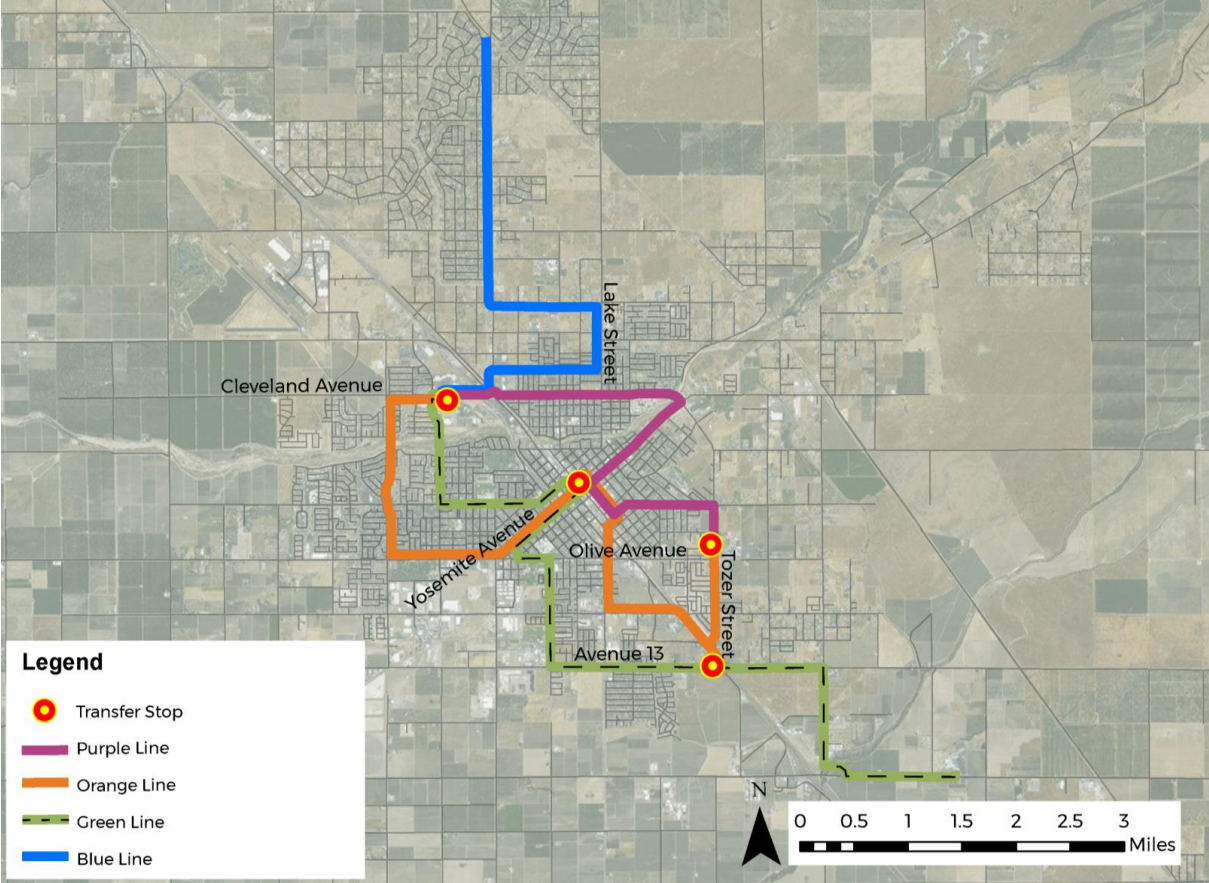 Lake Street
Cleveland Avenue
Yosemite Avenue
Olive Avenue
Tozer Street
Avenue 13
Legend
Transfer Stop
Purple Line
Orange Line
Green Line
Blue Line
N
0 0.5 1 1.5 2 2.5 3
Miles